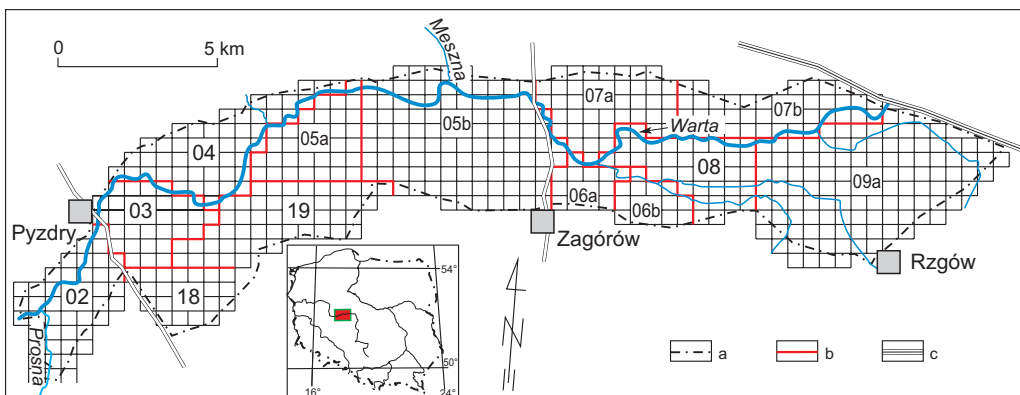 0 5 km
Meszna
07a
07b
05b
05a
Warta
04
08
09a
06a
03
19
06b
Pyzdry
Zagórów
Rzgów
54°
02
18
Prosna
a
b
c
50°
16°
24°